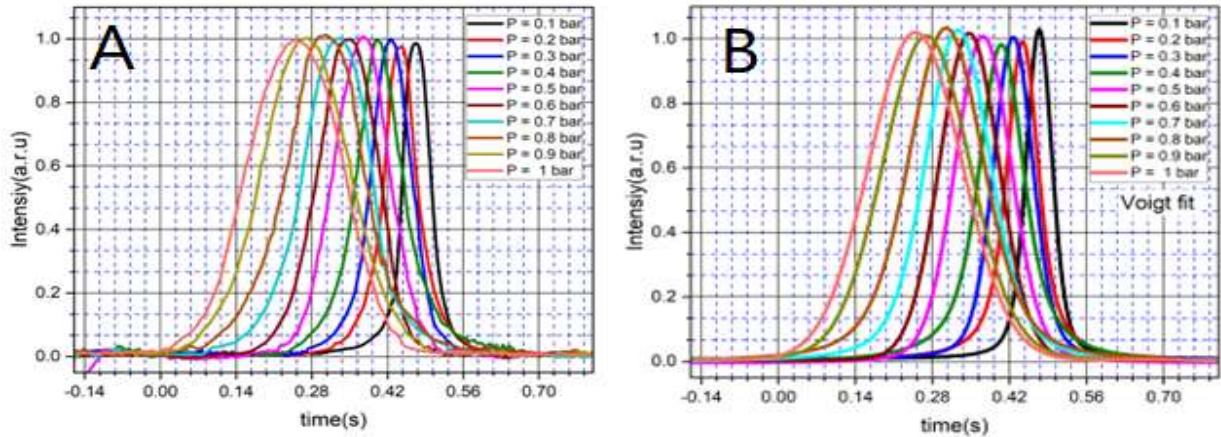 A
P = 0.1 bar
P = 0.2 bar
P = 0.3 bar
P = 0.4 bar
P = 0.5 bar
P = 0.6 bar
P = 0.7 bar
P = 0.8 bar
P = 0.9 bar
P = 1 bar
Intensiy(a.r.u)
1.0
0.8
0.6
0.4
0.2
0.0
-0.14 0.00 0.14 0.28 0.42 0.56 0.70
time(s)
B
P = 0.1 bar
P = 0.2 bar
P = 0.3 bar
P = 0.4 bar
P = 0.5 bar
P = 0.6 bar
P = 0.7 bar
P = 0.8 bar
P = 0.9 bar
P = 1 bar
Voigt fit
Intensiy(a.r.u)
1.0
0.8
0.6
0.4
0.2
0.0
-0.14 0.00 0.14 0.28 0.42 0.56 0.70
time(s)